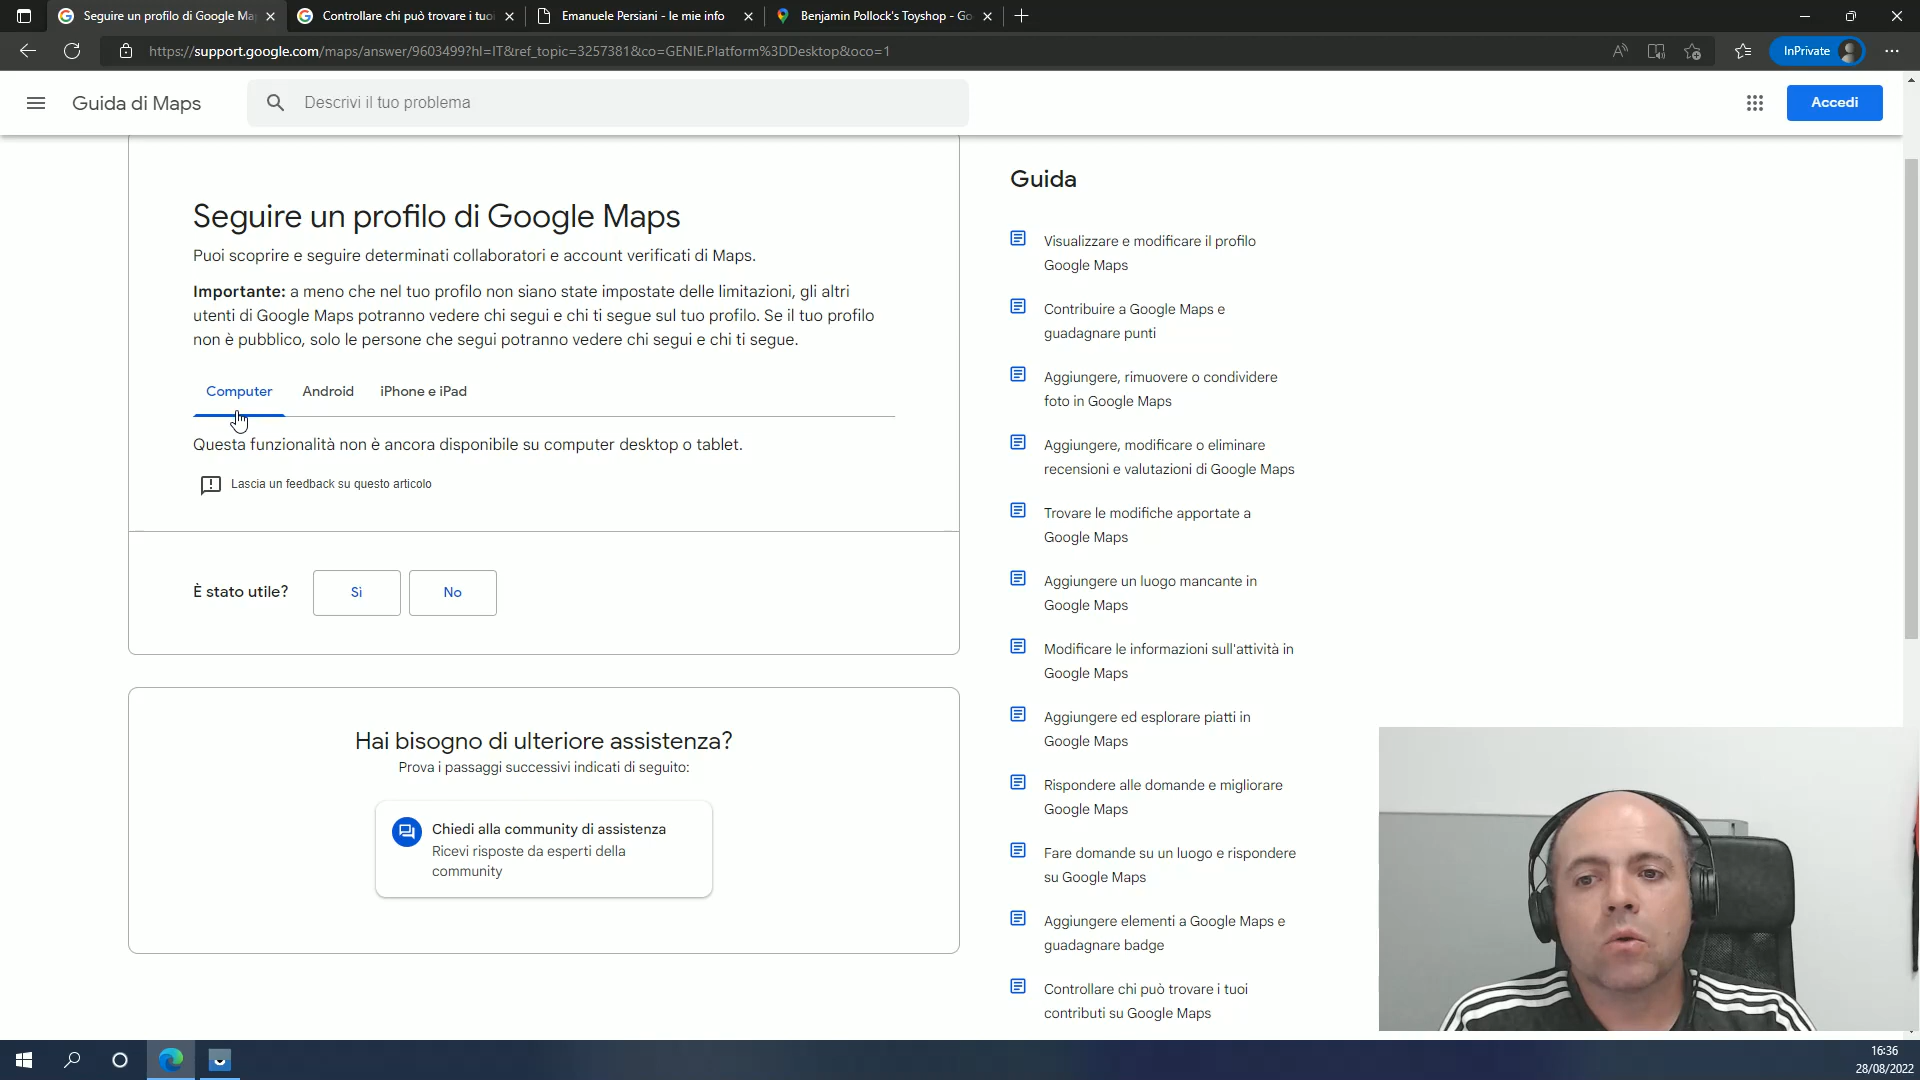 Seguire un profilo di Google Ma
Controllare chi può trovare i tuoi
Emanuele Persiani - le mie info
Benjamin Pollock's Toyshop - Go
https://support.google.com/maps/answer/9603499?hl=IT&ref_topic=3257381&co=GENIE.Platform%3DDesktop&oco=1
InPrivate
Guida di Maps
Descrivi il tuo problema
Accedi
Seguire un profilo di Google Maps
Puoi scoprire e seguire determinati collaboratori e account verificati di Maps.
Importante: a meno che nel tuo profilo non siano state impostate delle limitazioni, gli altri
utenti di Google Maps potranno vedere chi segui e chi ti segue sul tuo profilo. Se il tuo profilo
non è pubblico, solo le persone che segui potranno vedere chi segui e chi ti segue.
Computer
Android
iPhone e iPad
Questa funzionalità non è ancora disponibile su computer desktop o tablet.
Lascia un feedback su questo articolo
È stato utile?
Sì
No
Hai bisogno di ulteriore assistenza?
Prova i passaggi successivi indicati di seguito:
Chiedi alla community di assistenza
Ricevi risposte da esperti della
community
Guida
Visualizzare e modificare il profilo
Google Maps
Contribuire a Google Maps e
guadagnare punti
Aggiungere, rimuovere o condividere
foto in Google Maps
Aggiungere, modificare o eliminare
recensioni e valutazioni di Google Maps
Trovare le modifiche apportate a
Google Maps
Aggiungere un luogo mancante in
Google Maps
Modificare le informazioni sull'attività in
Google Maps
Aggiungere ed esplorare piatti in
Google Maps
Rispondere alle domande e migliorare
Google Maps
Fare domande su un luogo e rispondere
su Google Maps
Aggiungere elementi a Google Maps e
guadagnare badge
Controllare chi può trovare i tuoi
contributi su Google Maps
16:36
28/08/2022